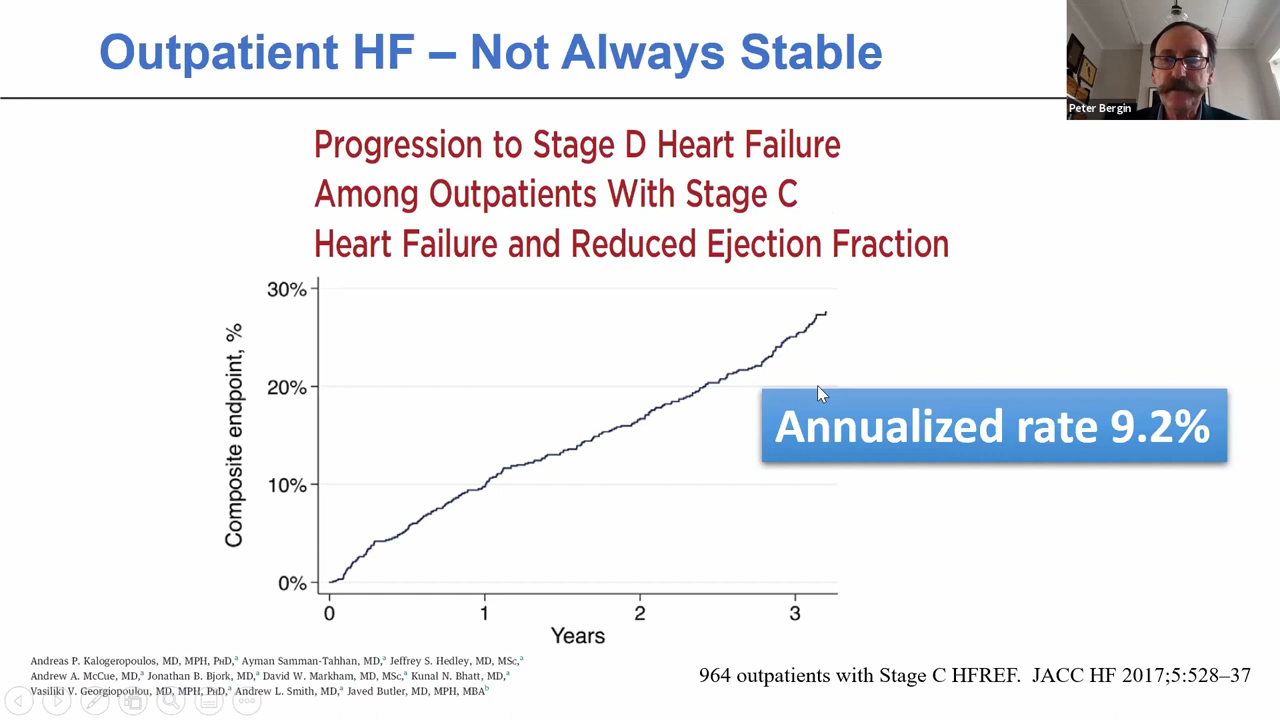 Outpatient HF – Not Always Stable
Peter Bergin
Progression to Stage D Heart Failure
Among Outpatients With Stage C
Heart Failure and Reduced Ejection Fraction
30%
20%
10%
0%
Composite endpoint, %
0 1 2 3
Years
Annualized rate 9.2%
Andreas P. Kalogeropoulos, MD, MPH, PhD,a Ayman Samman-Tahhan, MD,a Jeffrey S. Hedley, MD, MSc,a
Andrew A. McCue, MD,a Jonathan B. Bjork, MD,a David W. Markham, MD, MSc,a Kunal N. Bhatt, MD,a
Vasiliki V. Georgiopoulou, MD, MPH, PhD,a Andrew L. Smith, MD,a Javed Butler, MD, MPH, MBAb
964 outpatients with Stage C HFREF. JACC HF 2017;5:528–37